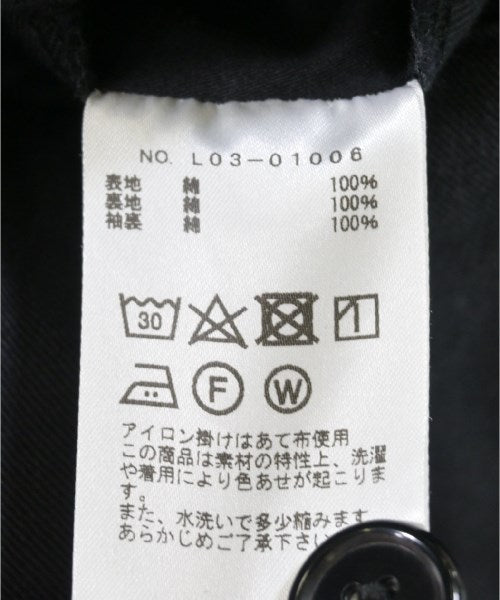 NO. L03-01006
表地 綿 100%
裏地 綿 100%
袖裏 綿 100%
30
F W
アイロン掛けはあて布使用
この商品は素材の特性上、洗濯
や着用により色あせが起こりま
す。
また、水洗いで多少縮みます
あらかじめご了承下さい